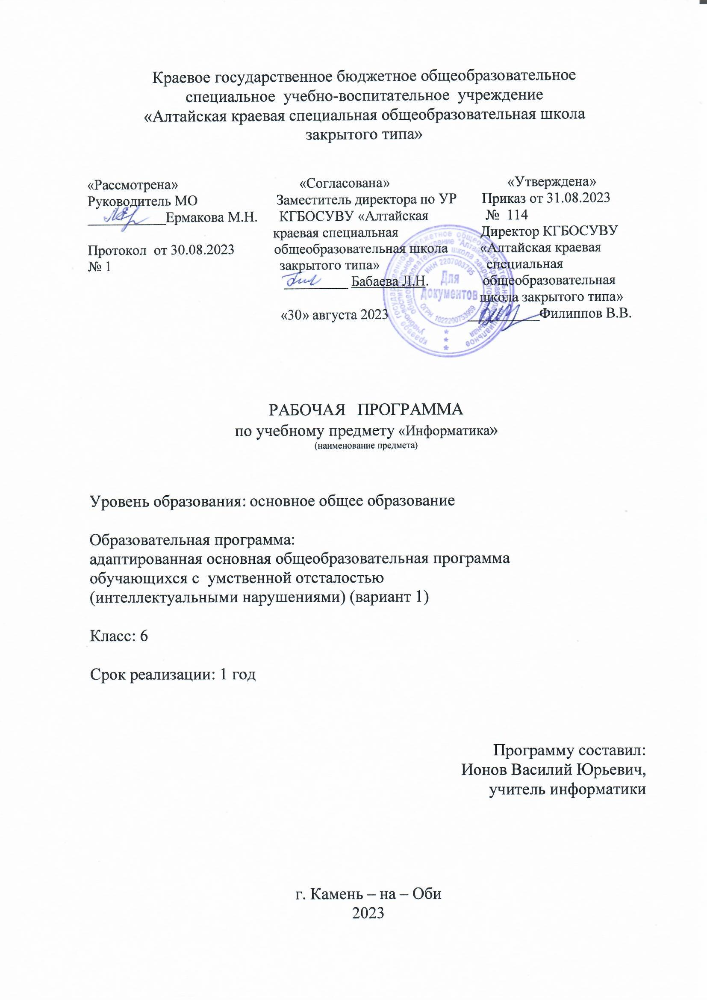 Краевое государственное бюджетное общеобразовательное
специальное учебно-воспитательное учреждение
«Алтайская краевая специальная общеобразовательная школа
закрытого типа»
«Рассмотрена»
Руководитель МО
___________Ермакова М.Н.
Протокол от 30.08.2023
№ 1
«Согласована»
Заместитель директора по УР
КГБОСУВУ «Алтайская
краевая специальная
общеобразовательная школа
закрытого типа»
_________ Бабаева Л.Н.
«30» августа 2023
«Утверждена»
Приказ от 31.08.2023
№ 114
Директор КГБОСУВУ
«Алтайская краевая
специальная
общеобразовательная
школа закрытого типа»
__________Филиппов В.В.
ИНН 2207003795
Для
документов
ОГРН 1022200753959
РАБОЧАЯ ПРОГРАММА
по учебному предмету «Информатика»
(наименование предмета)
Уровень образования: основное общее образование
Образовательная программа:
адаптированная основная общеобразовательная программа
обучающихся с умственной отсталостью
(интеллектуальными нарушениями) (вариант 1)
Класс: 6
Срок реализации: 1 год
Программу составил:
Ионов Василий Юрьевич,
учитель информатики
г. Камень – на – Оби
2023